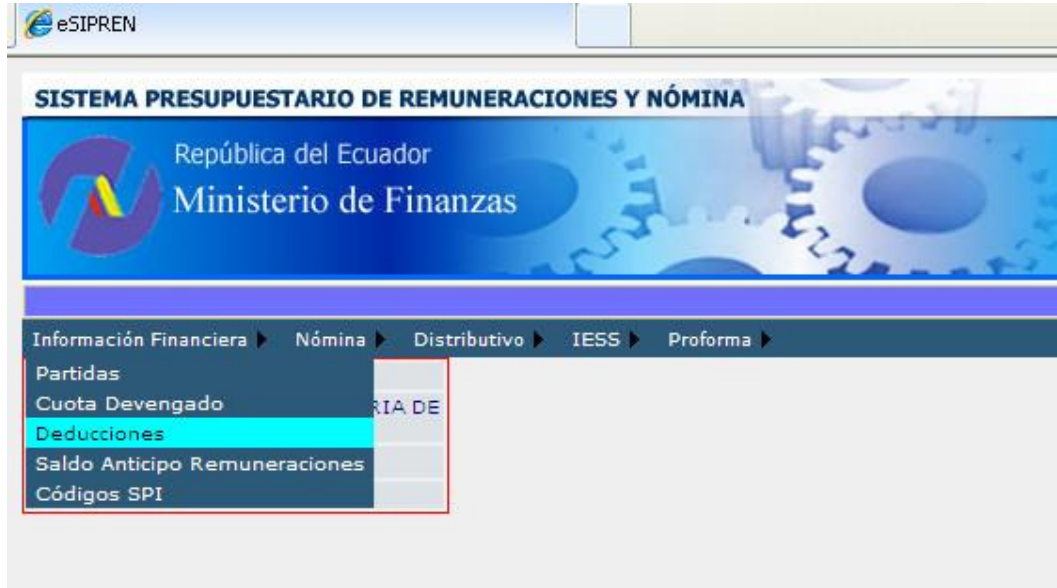 eSIPREN
SISTEMA PRESUPUESTARIO DE REMUNERACIONES Y NÓMINA
República del Ecuador
Ministerio de Finanzas
Información Financiera Nómina Distributivo IESS Proforma
Partidas
Cuota Devengado
DE
Deducciones
Saldo Anticipo Remuneraciones
Códigos SPI